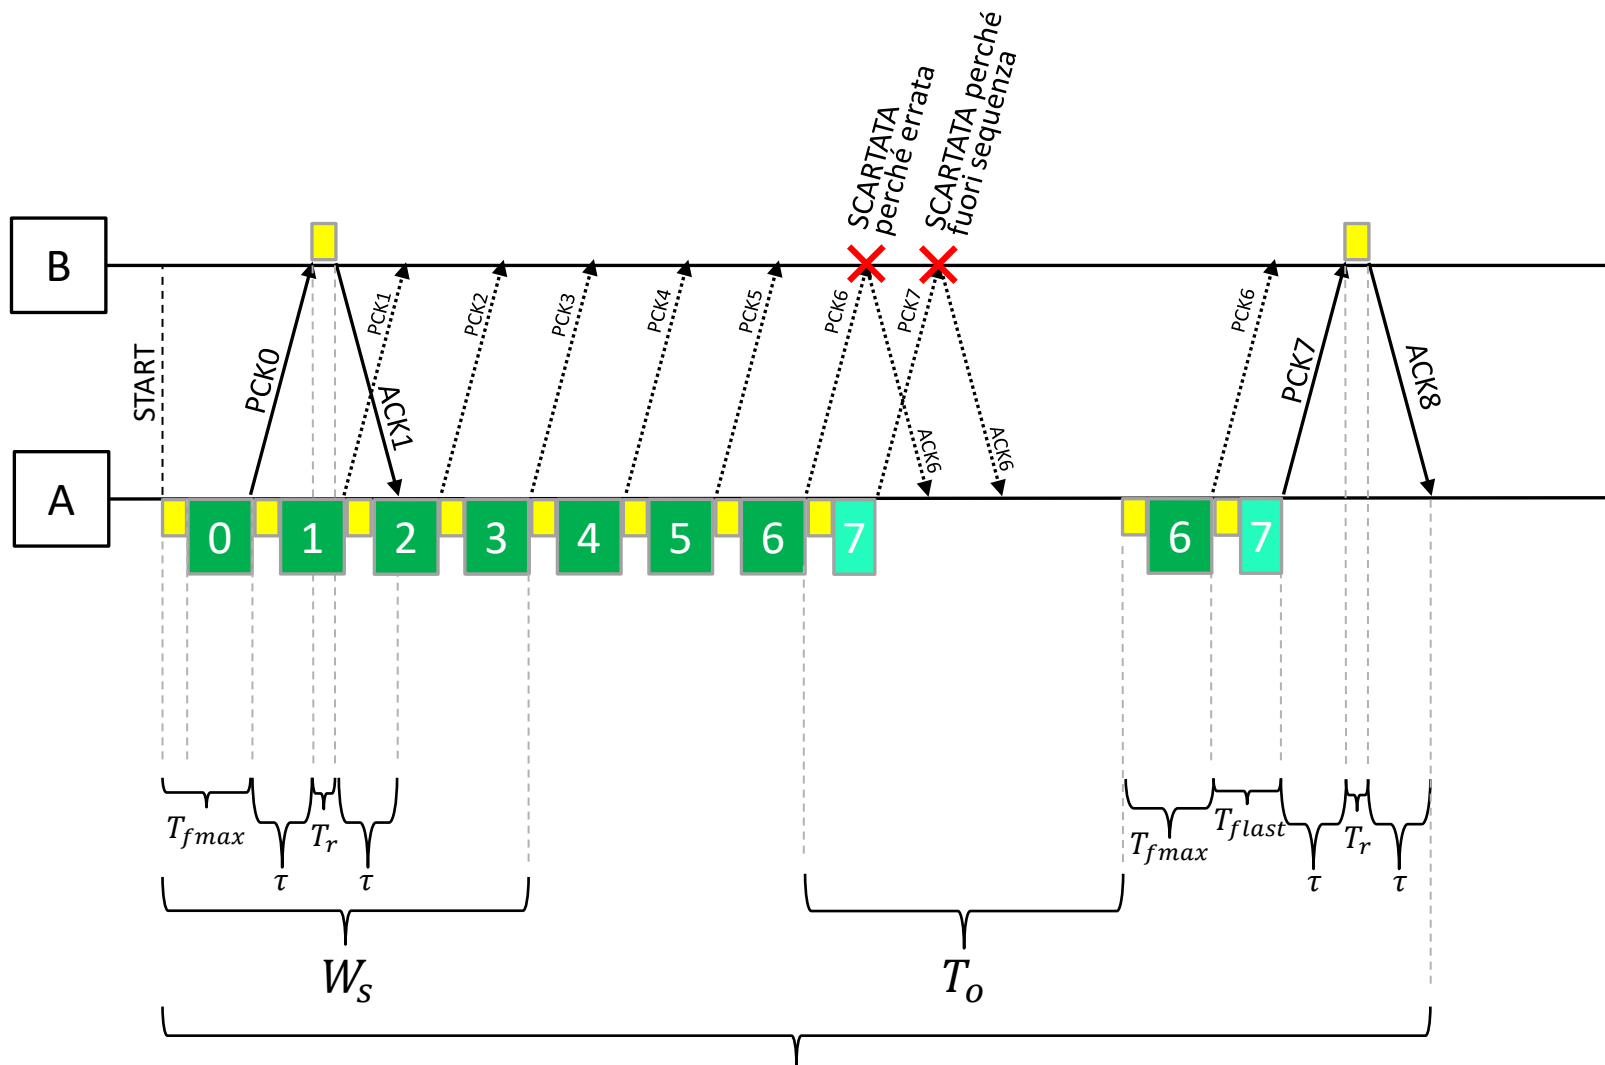 SCARTATA
perché errata
SCARTATA perché
fuori sequenza
B
START
PCK0
PCK1
ACK1
PCK2
PCK3
PCK4
PCK5
PCK6
ACK6
PCK7
ACK6
PCK6
PCK7
ACK8
A
0
1
2
3
4
5
6
7
6
7
T_fmax
τ
T_r
τ
T_fmax
T_flast
τ
T_r
τ
W_s
T_o